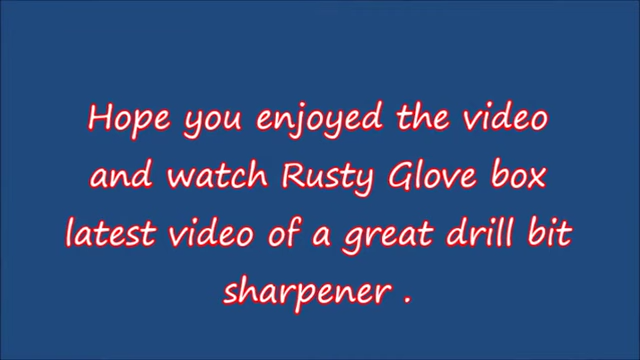 Hope you enjoyed the video
and watch Rusty Glove box
latest video of a great drill bit
sharpener .